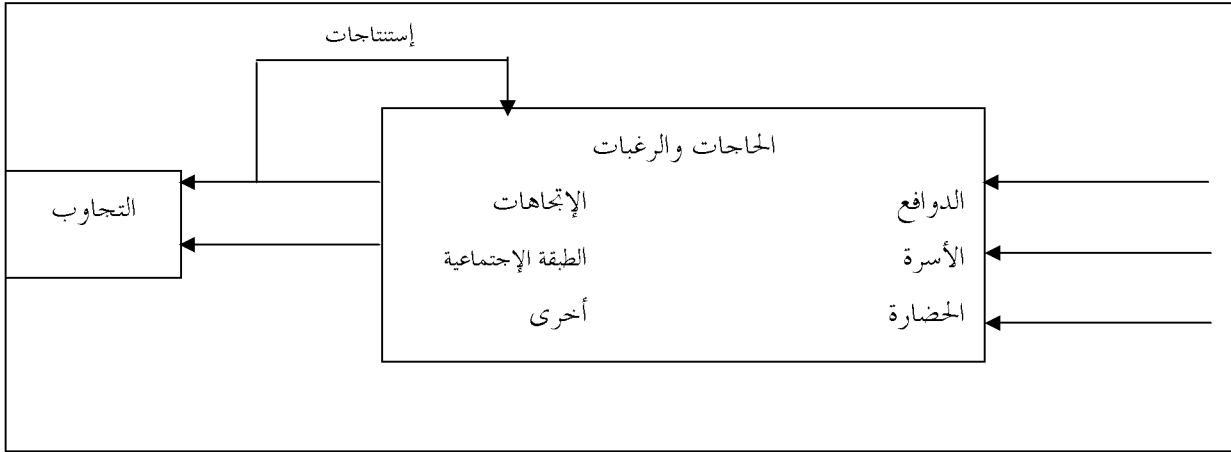 إستنتاجات
الحاجات والرغبات
الدوافع الإتجاهات
الأسرة الطبقة الإجتماعية
الحضارة أخرى
التجاوب